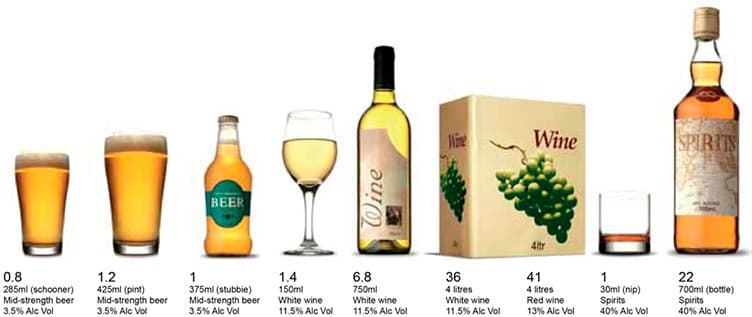 BEER
Wine
Wine
Wine
4ltr
SPIRITS
700ml
0.8
285ml (schooner)
Mid-strength beer
3.5% Alc Vol
1.2
425ml (pint)
Mid-strength beer
3.5% Alc Vol
1
375ml (stubbie)
Mid-strength beer
3.5% Alc Vol
1.4
150ml
White wine
11.5% Alc Vol
6.8
750ml
White wine
11.5% Alc Vol
36
4 litres
White wine
11.5% Alc Vol
41
4 litres
Red wine
13% Alc Vol
1
30ml (nip)
Spirits
40% Alc Vol
22
700ml (bottle)
Spirits
40% Alc Vol